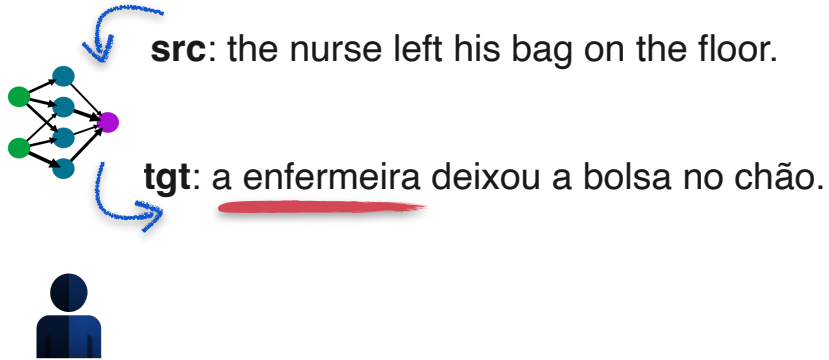 src: the nurse left his bag on the floor.
tgt: a enfermeira deixou a bolsa no chão.